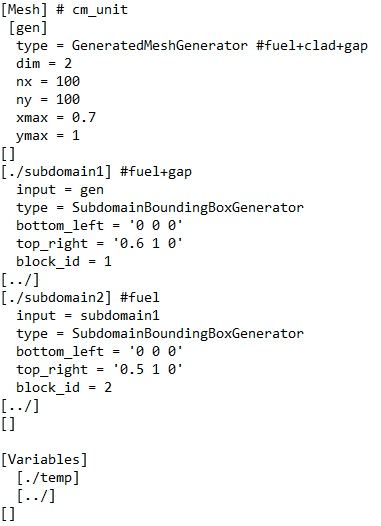 [Mesh] # cm_unit
 [gen]
  type = GeneratedMeshGenerator #fuel+clad+gap
  dim = 2
  nx = 100
  ny = 100
  xmax = 0.7
  ymax = 1
[]
[./subdomain1] #fuel+gap
  input = gen
  type = SubdomainBoundingBoxGenerator
  bottom_left = '0 0 0'
  top_right = '0.6 1 0'
  block_id = 1
[../]
[./subdomain2] #fuel
  input = subdomain1
  type = SubdomainBoundingBoxGenerator
  bottom_left = '0 0 0'
  top_right = '0.5 1 0'
  block_id = 2
[../]
[]

[Variables]
  [./temp]
  [../]
[]